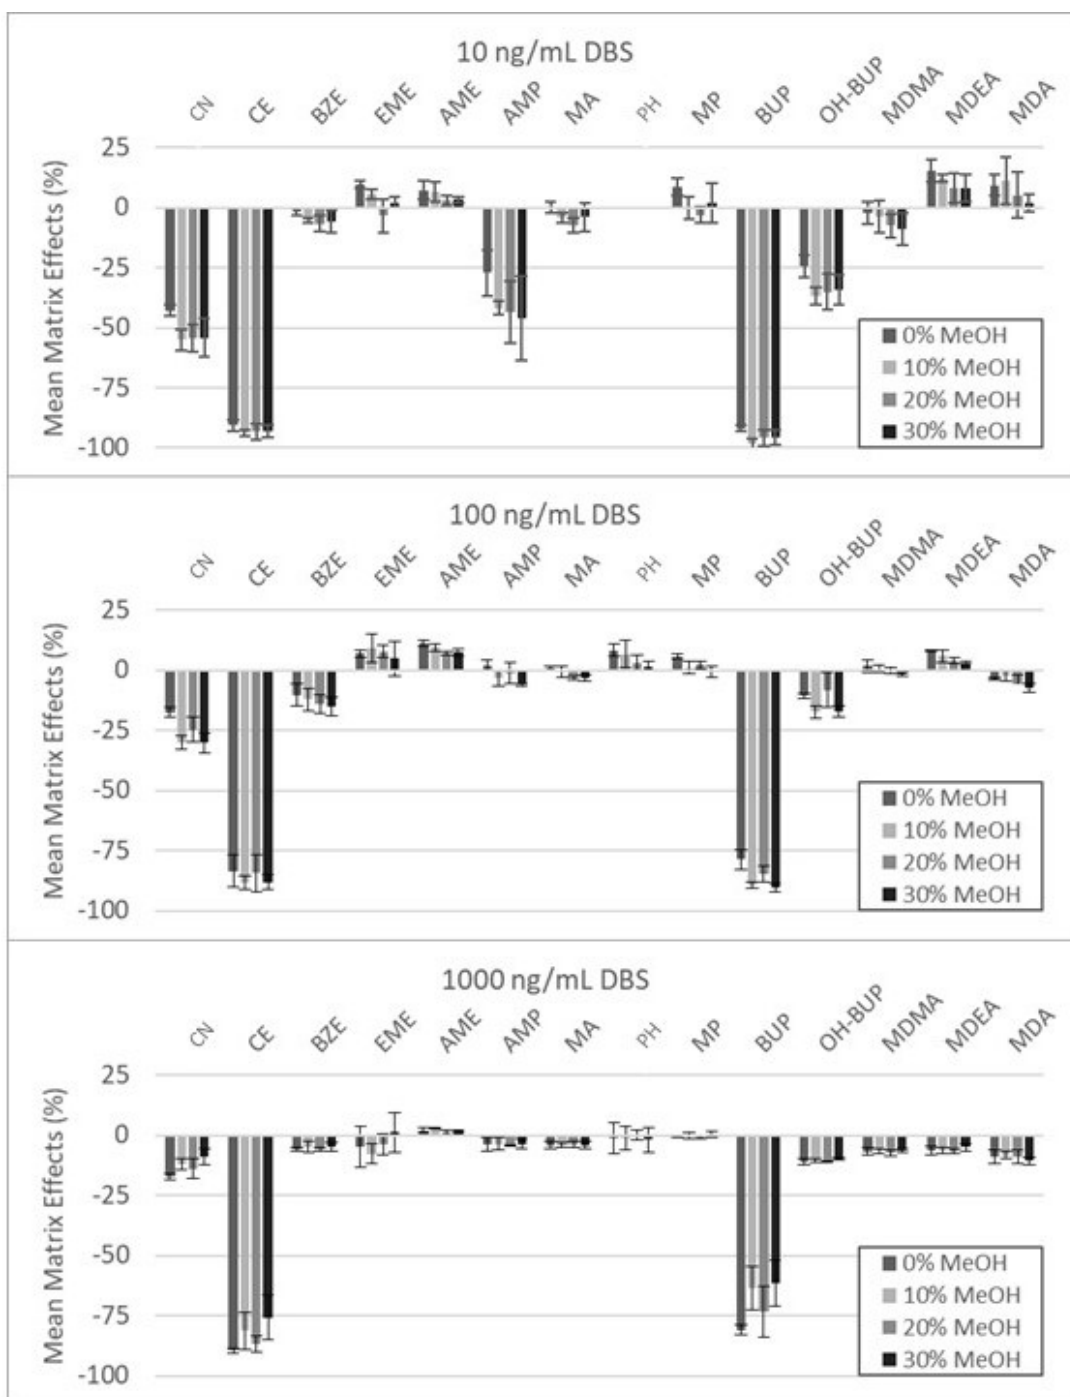 10 ng/mL DBS
CN CE BZE EME AME AMP MA PH MP BUP OH-BUP MDMA MDEA MDA
Mean Matrix Effects (%)
25
0
-25
-50
-75
-100
0% MeOH
10% MeOH
20% MeOH
30% MeOH
100 ng/mL DBS
CN CE BZE EME AME AMP MA PH MP BUP OH-BUP MDMA MDEA MDA
Mean Matrix Effects (%)
25
0
-25
-50
-75
-100
0% MeOH
10% MeOH
20% MeOH
30% MeOH
1000 ng/mL DBS
CN CE BZE EME AME AMP MA PH MP BUP OH-BUP MDMA MDEA MDA
Mean Matrix Effects (%)
25
0
-25
-50
-75
-100
0% MeOH
10% MeOH
20% MeOH
30% MeOH